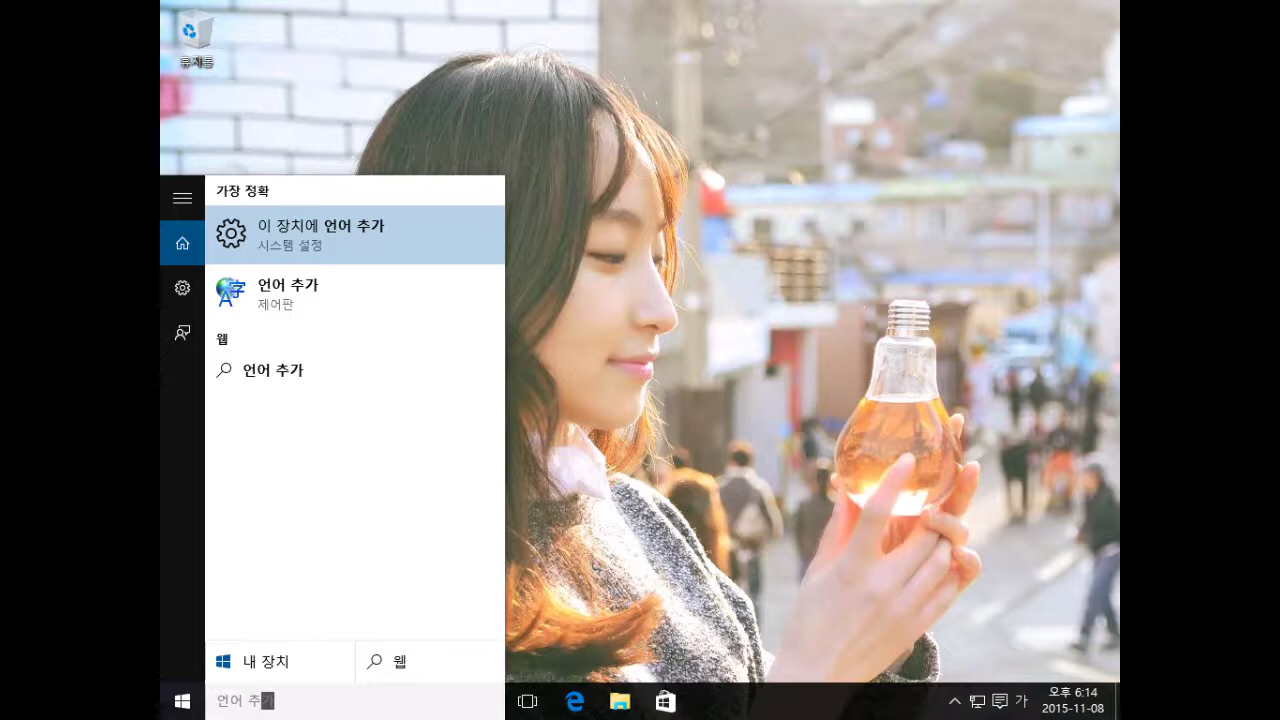 휴지통
가장 정확
이 장치에 언어 추가
시스템 설정
언어 추가
제어판
웹
언어 추가
내 장치
웹
언어 추가
가
오후 6:14
2015-11-08